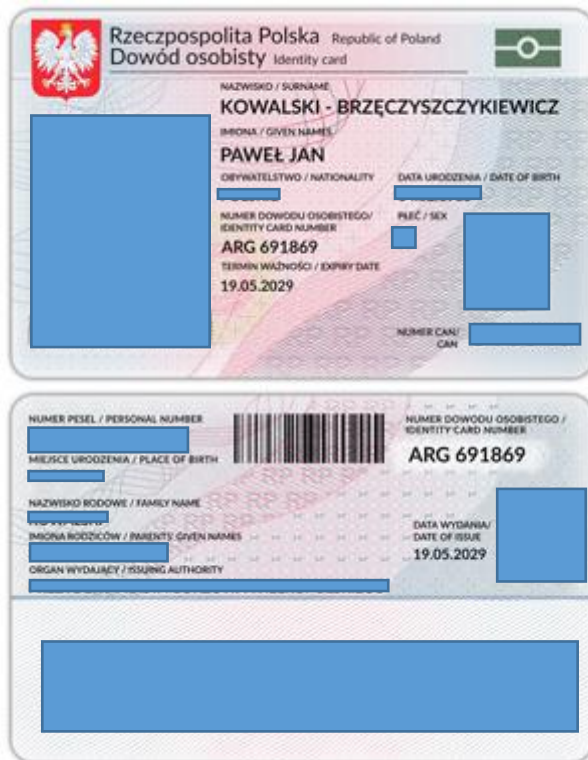 Rzeczpospolita Polska Republic of Poland
Dowód osobisty Identity card
NAZWISKO / SURNAME
KOWALSKI - BRZĘCZYSZCZYKIEWICZ
IMIONA / GIVEN NAMES
PAWEŁ JAN
OBYWATELSTWO / NATIONALITY DATA URODZENIA / DATE OF BIRTH
NUMER DOWODU OSOBISTEGO/ PŁEĆ / SEX
IDENTITY CARD NUMBER
ARG 691869
TERMIN WAŻNOŚCI / EXPIRY DATE
19.05.2029
NUMER CAN/
CAN
NUMER PESEL / PERSONAL NUMBER NUMER DOWODU OSOBISTEGO /
IDENTITY CARD NUMBER
ARG 691869
MIEJSCE URODZENIA / PLACE OF BIRTH
NAZWISKO RODOWE / FAMILY NAME
DATA WYDANIA/
IMIONA RODZICÓW / PARENTS' GIVEN NAMES DATE OF ISSUE
19.05.2029
ORGAN WYDAJĄCY / ISSUING AUTHORITY